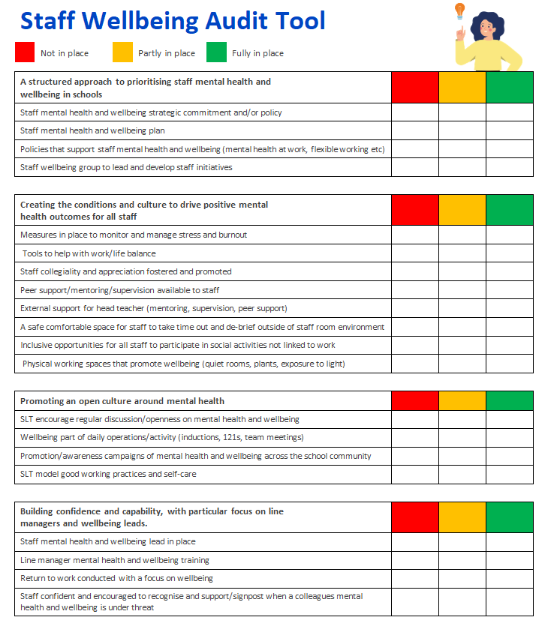 Staff Wellbeing Audit Tool
Not in place
Partly in place
Fully in place
A structured approach to prioritising staff mental health and
wellbeing in schools
Staff mental health and wellbeing strategic commitment and/or policy
Staff mental health and wellbeing plan
Policies that support staff mental health and wellbeing (mental health at work, flexible working etc)
Staff wellbeing group to lead and develop staff initiatives
Creating the conditions and culture to drive positive mental
health outcomes for all staff
Measures in place to monitor and manage stress and burnout
Tools to help with work/life balance
Staff collegiality and appreciation fostered and promoted
Peer support/mentoring/supervision available to staff
External support for head teacher (mentoring, supervision, peer support)
A safe comfortable space for staff to take time out and de-brief outside of staff room environment
Inclusive opportunities for all staff to participate in social activities not linked to work
Physical working spaces that promote wellbeing (quiet rooms, plants, exposure to light)
Promoting an open culture around mental health
SLT encourage regular discussion/openness on mental health and wellbeing
Wellbeing part of daily operations/activity (inductions, 121s, team meetings)
Promotion/awareness campaigns of mental health and wellbeing across the school community
SLT model good working practices and self-care
Building confidence and capability, with particular focus on line
managers and wellbeing leads.
Staff mental health and wellbeing lead in place
Line manager mental health and wellbeing training
Return to work conducted with a focus on wellbeing
Staff confident and encouraged to recognise and support/signpost when a colleagues mental
health and wellbeing is under threat